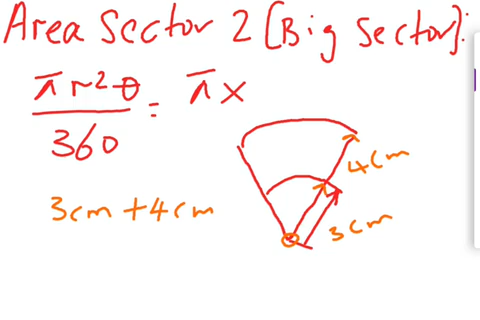 Area Sector 2 (Big Sector):
πr²θ
360
= πx
4cm
3cm + 4cm
3cm